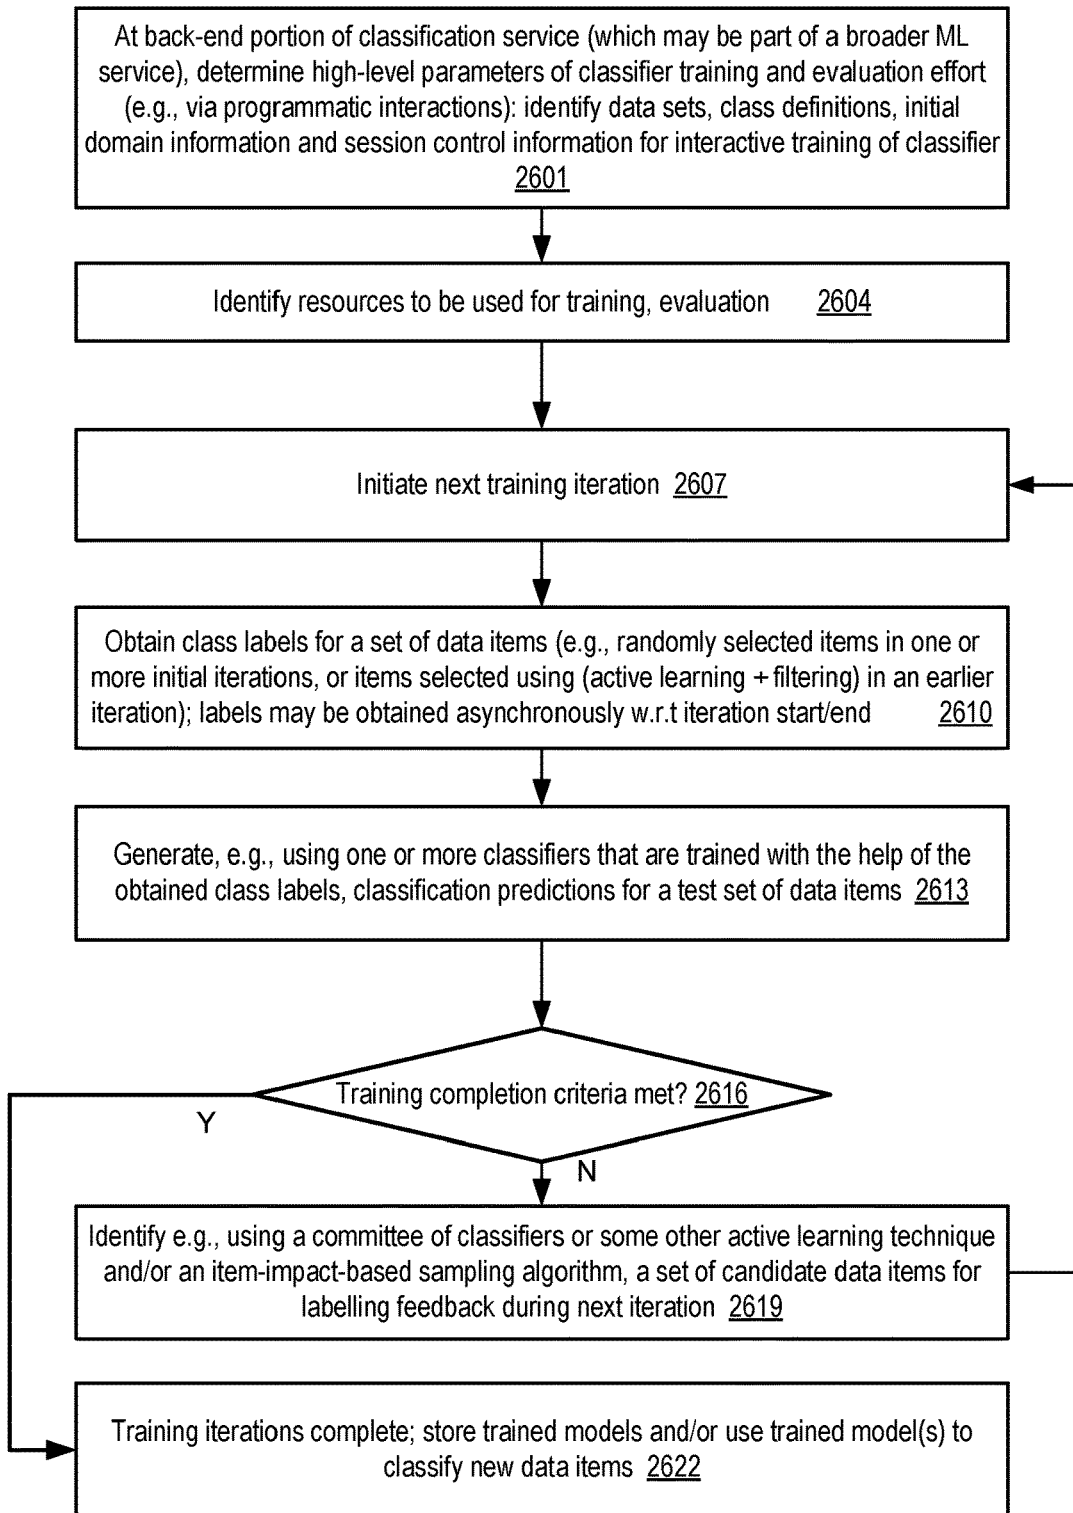 At back-end portion of classification service (which may be part of a broader ML
service), determine high-level parameters of classifier training and evaluation effort
(e.g., via programmatic interactions): identify data sets, class definitions, initial
domain information and session control information for interactive training of classifier
2601
Identify resources to be used for training, evaluation 2604
Initiate next training iteration 2607
Obtain class labels for a set of data items (e.g., randomly selected items in one or
more initial iterations, or items selected using (active learning + filtering) in an earlier
iteration); labels may be obtained asynchronously w.r.t iteration start/end 2610
Generate, e.g., using one or more classifiers that are trained with the help of the
obtained class labels, classification predictions for a test set of data items 2613
Training completion criteria met? 2616
Y
N
Identify e.g., using a committee of classifiers or some other active learning technique
and/or an item-impact-based sampling algorithm, a set of candidate data items for
labelling feedback during next iteration 2619
Training iterations complete; store trained models and/or use trained model(s) to
classify new data items 2622